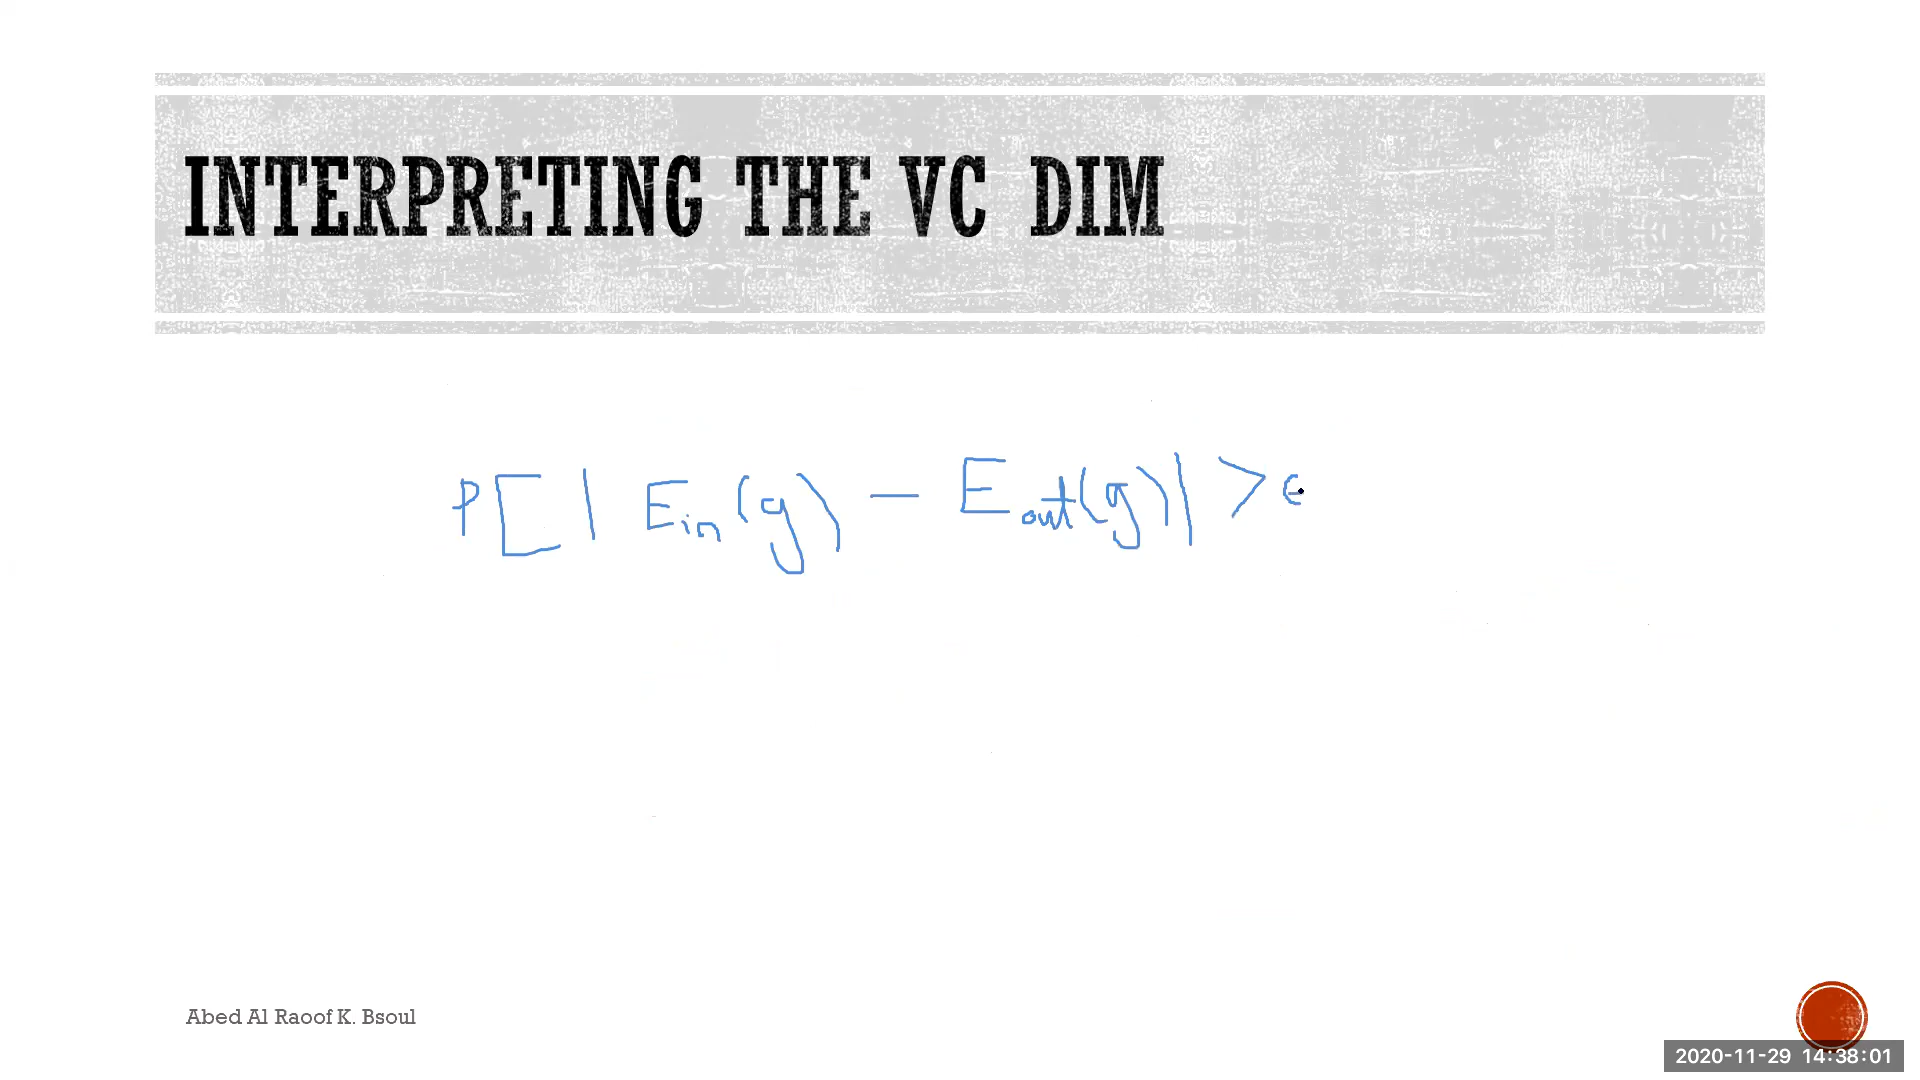 INTERPRETING THE VC DIM
P[| Ein(g) — Eout(g)| > ϵ
Abed Al Raoof K. Bsoul
2020-11-29 14:38:01